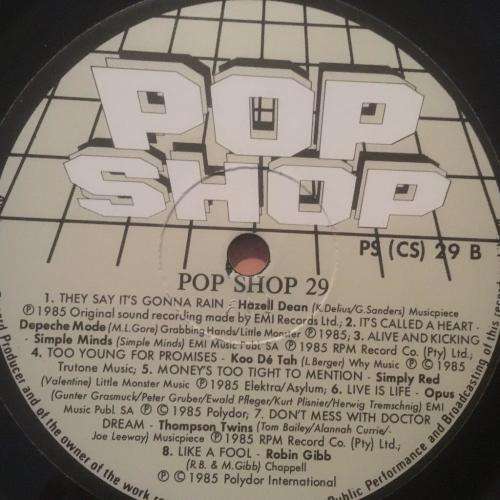 POP
SHOP
PS (CS) 29 B
POP SHOP 29
1. THEY SAY IT'S GONNA RAIN - Hazell Dean (K.Delius/G.Sanders) Musicpiece
Ⓟ 1985 Original sound recording made by EMI Records Ltd.; 2. IT'S CALLED A HEART -
Depeche Mode (M.L. Gore) Grabbing Hands/Little Monster Ⓟ 1985; 3. ALIVE AND KICKING
- Simple Minds (Simple Minds) EMI Music Publ. SA Ⓟ 1985 RPM Record Co. (Pty) Ltd.;
4. TOO YOUNG FOR PROMISES - Koo Dé Tah (L.Berger) Why Music Ⓟ © 1985
Trutone Music; 5. MONEY'S TOO TIGHT TO MENTION - Simply Red
(Valentine) Little Monster Music Ⓟ 1985 Elektra/Asylum; 6. LIVE IS LIFE - Opus
(Gunter Grasmuck/Peter Gruber/Ewald Pfleger/Kurt Plisnier/Herwig Tremschnig) EMI
Music Publ. SA Ⓟ © 1985 Polydor; 7. DON'T MESS WITH DOCTOR
DREAM - Thompson Twins (Tom Bailey/Alannah Currie/
Joe Leeway) Musicpiece Ⓟ 1985 RPM Record Co. (Pty) Ltd.;
8. LIKE A FOOL - Robin Gibb
(R.B. & M.Gibb) Chappell
Ⓟ © 1985 Polydor International
Producer and of the owner of the work
Public Performance and Broadcasting of this